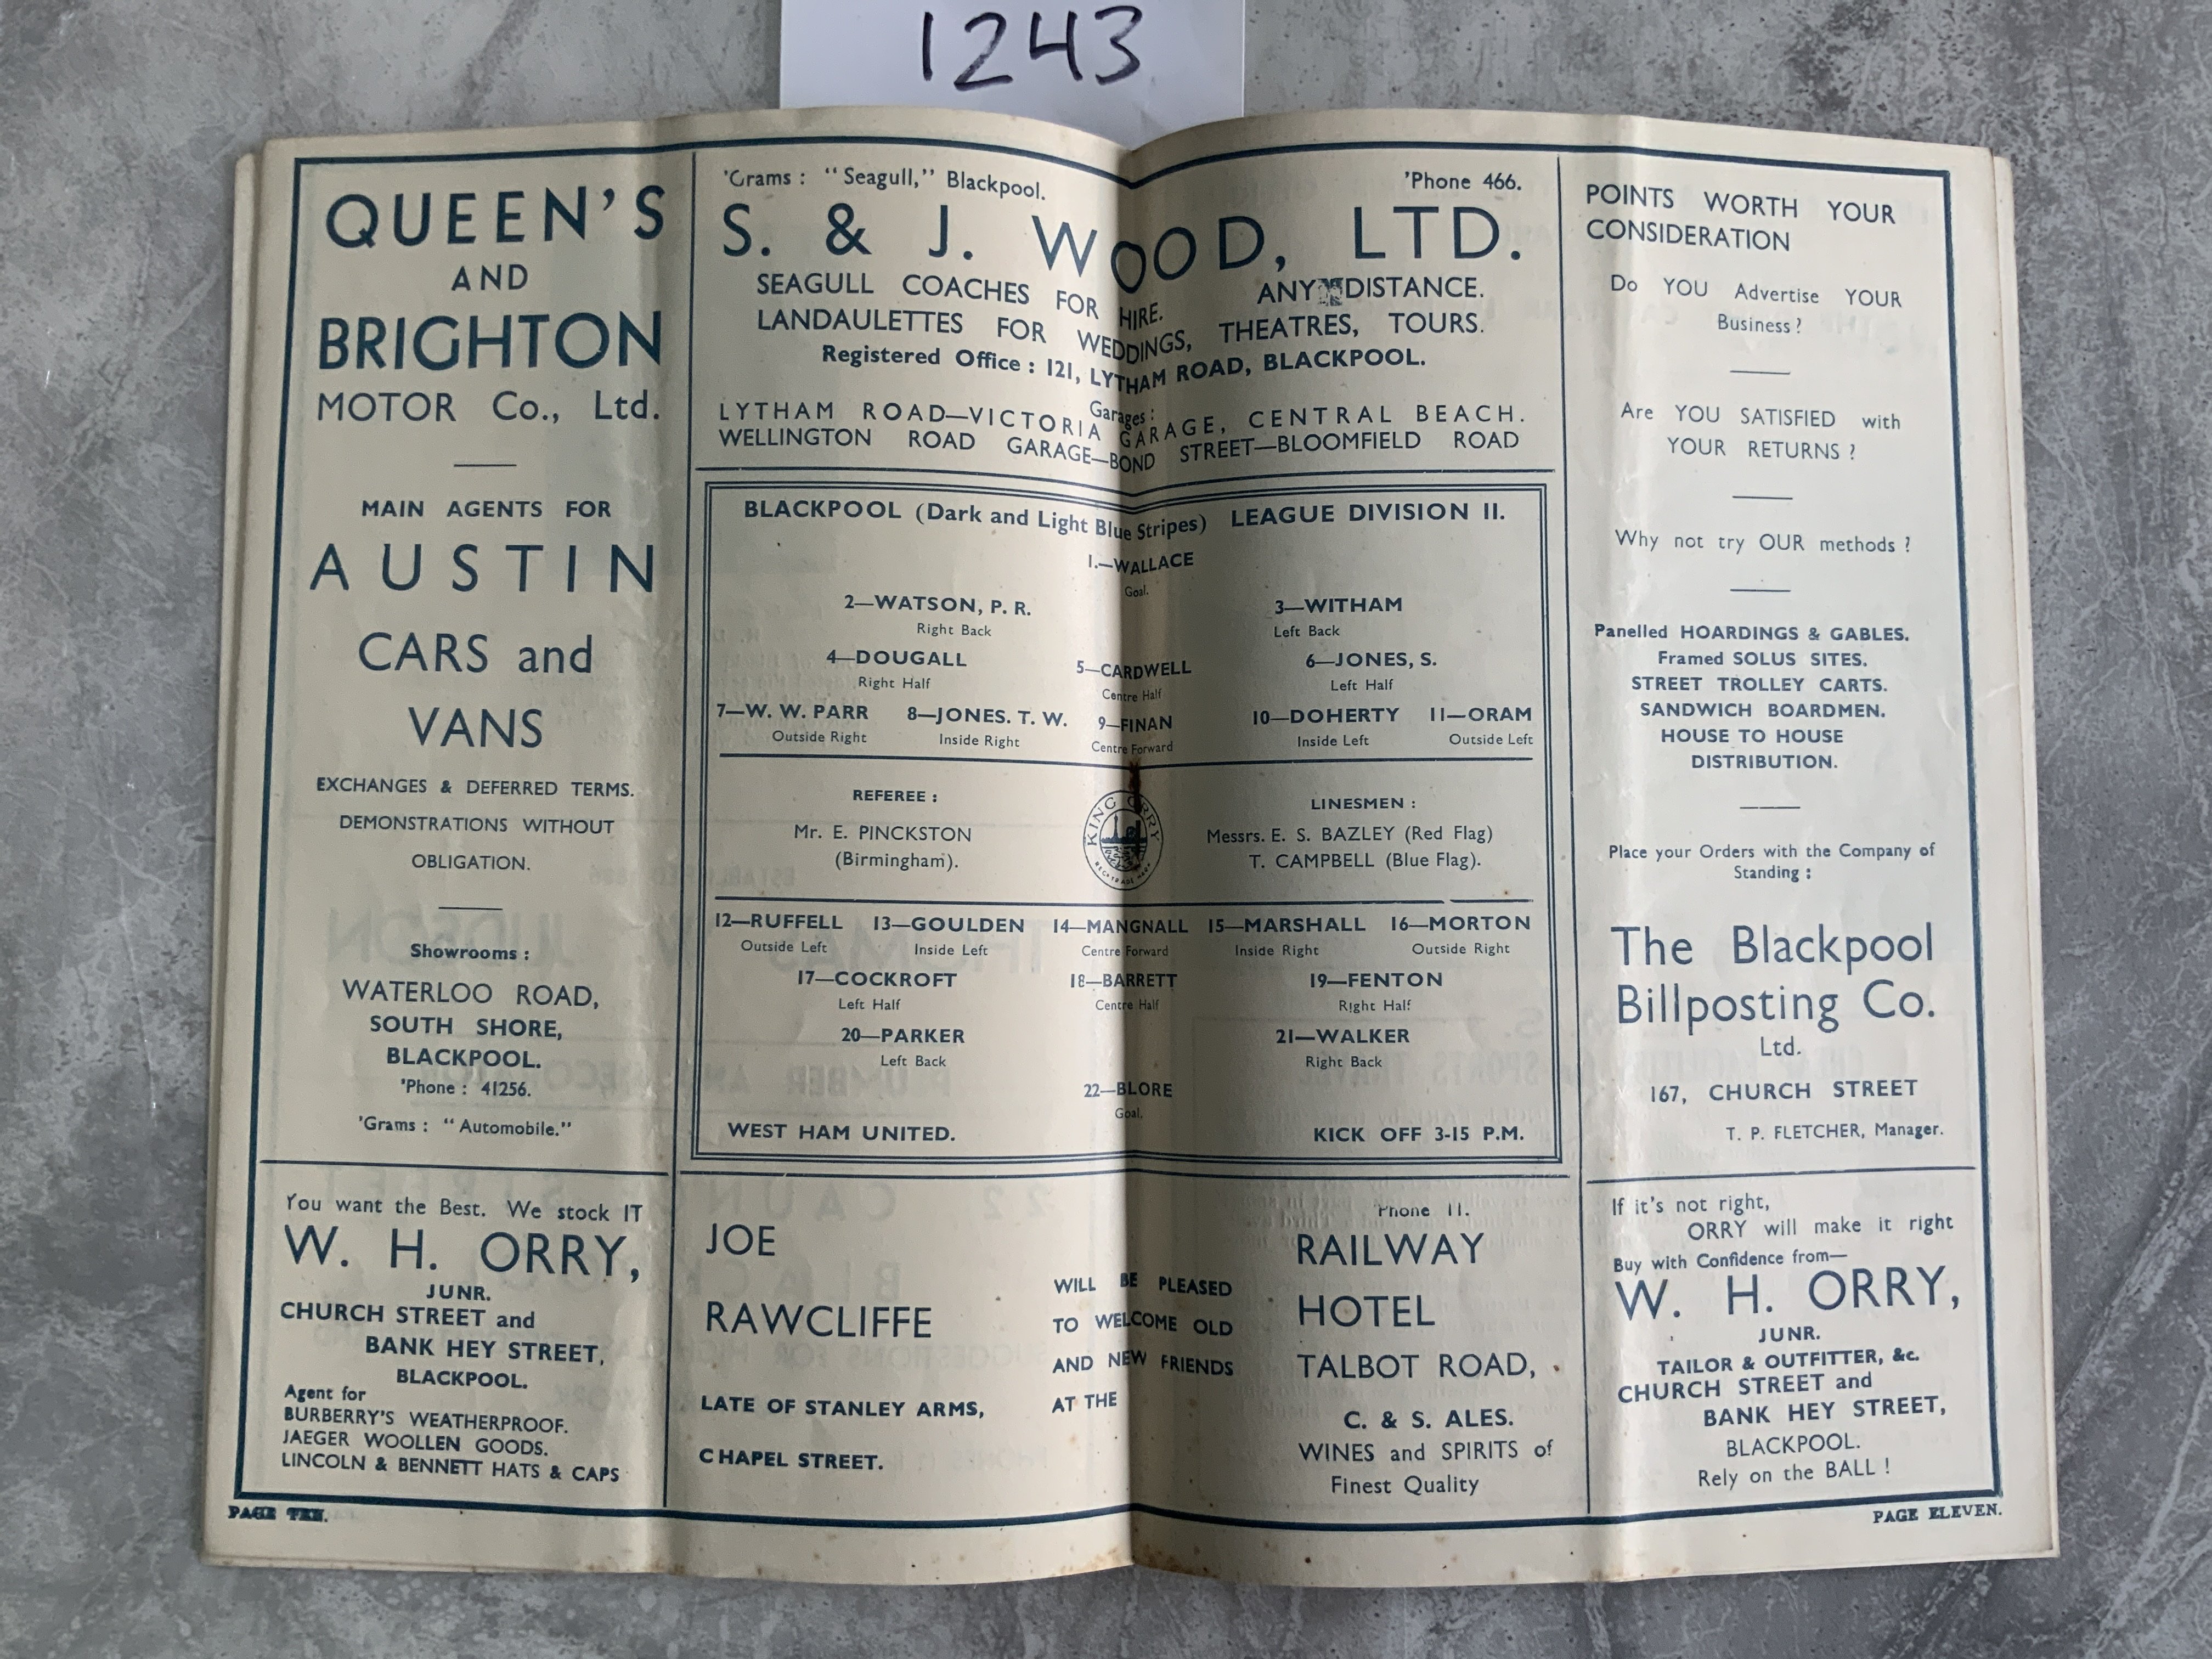 1243
QUEEN'S
AND
BRIGHTON
MOTOR Co., Ltd.
MAIN AGENTS FOR
AUSTIN
CARS and
VANS
EXCHANGES & DEFERRED TERMS.
DEMONSTRATIONS WITHOUT
OBLIGATION.
Showrooms :
WATERLOO ROAD,
SOUTH SHORE,
BLACKPOOL.
'Phone : 41256.
'Grams : "Automobile."
You want the Best. We stock IT
W. H. ORRY,
JUNR.
CHURCH STREET and
BANK HEY STREET,
BLACKPOOL.
Agent for
BURBERRY'S WEATHERPROOF.
JAEGER WOOLLEN GOODS.
LINCOLN & BENNETT HATS & CAPS
PAGE TEN.
'Grams : "Seagull," Blackpool. 'Phone 466.
S. & J. WOOD, LTD.
SEAGULL COACHES FOR HIRE. ANY DISTANCE.
LANDAULETTES FOR WEDDINGS, THEATRES, TOURS.
Registered Office : 121, LYTHAM ROAD, BLACKPOOL.
Garages :
LYTHAM ROAD—VICTORIA GARAGE, CENTRAL BEACH.
WELLINGTON ROAD GARAGE—BOND STREET—BLOOMFIELD ROAD
BLACKPOOL (Dark and Light Blue Stripes) LEAGUE DIVISION II.
1.—WALLACE
Goal.
2—WATSON, P. R. 3—WITHAM
Right Back Left Back
4—DOUGALL 5—CARDWELL 6—JONES, S.
Right Half Centre Half Left Half
7—W. W. PARR 8—JONES. T. W. 9—FINAN 10—DOHERTY 11—ORAM
Outside Right Inside Right Centre Forward Inside Left Outside Left
REFEREE : LINESMEN :
Mr. E. PINCKSTON Messrs. E. S. BAZLEY (Red Flag)
(Birmingham). T. CAMPBELL (Blue Flag).
KING ORRY
12—RUFFELL 13—GOULDEN 14—MANGNALL 15—MARSHALL 16—MORTON
Outside Left Inside Left Centre Forward Inside Right Outside Right
17—COCKROFT 18—BARRETT 19—FENTON
Left Half Centre Half Right Half
20—PARKER 21—WALKER
Left Back Right Back
22—BLORE
Goal.
WEST HAM UNITED. KICK OFF 3-15 P.M.
JOE
RAWCLIFFE
LATE OF STANLEY ARMS,
CHAPEL STREET.
WILL BE PLEASED
TO WELCOME OLD
AND NEW FRIENDS
AT THE
Phone 11.
RAILWAY
HOTEL
TALBOT ROAD,
C. & S. ALES.
WINES and SPIRITS of
Finest Quality
POINTS WORTH YOUR
CONSIDERATION
Do YOU Advertise YOUR
Business ?
Are YOU SATISFIED with
YOUR RETURNS ?
Why not try OUR methods ?
Panelled HOARDINGS & GABLES.
Framed SOLUS SITES.
STREET TROLLEY CARTS.
SANDWICH BOARDMEN.
HOUSE TO HOUSE
DISTRIBUTION.
Place your Orders with the Company of
Standing :
The Blackpool
Billposting Co.
Ltd.
167, CHURCH STREET
T. P. FLETCHER, Manager.
If it's not right,
ORRY will make it right
Buy with Confidence from—
W. H. ORRY,
JUNR.
TAILOR & OUTFITTER, &c.
CHURCH STREET and
BANK HEY STREET,
BLACKPOOL.
Rely on the BALL !
PAGE ELEVEN.